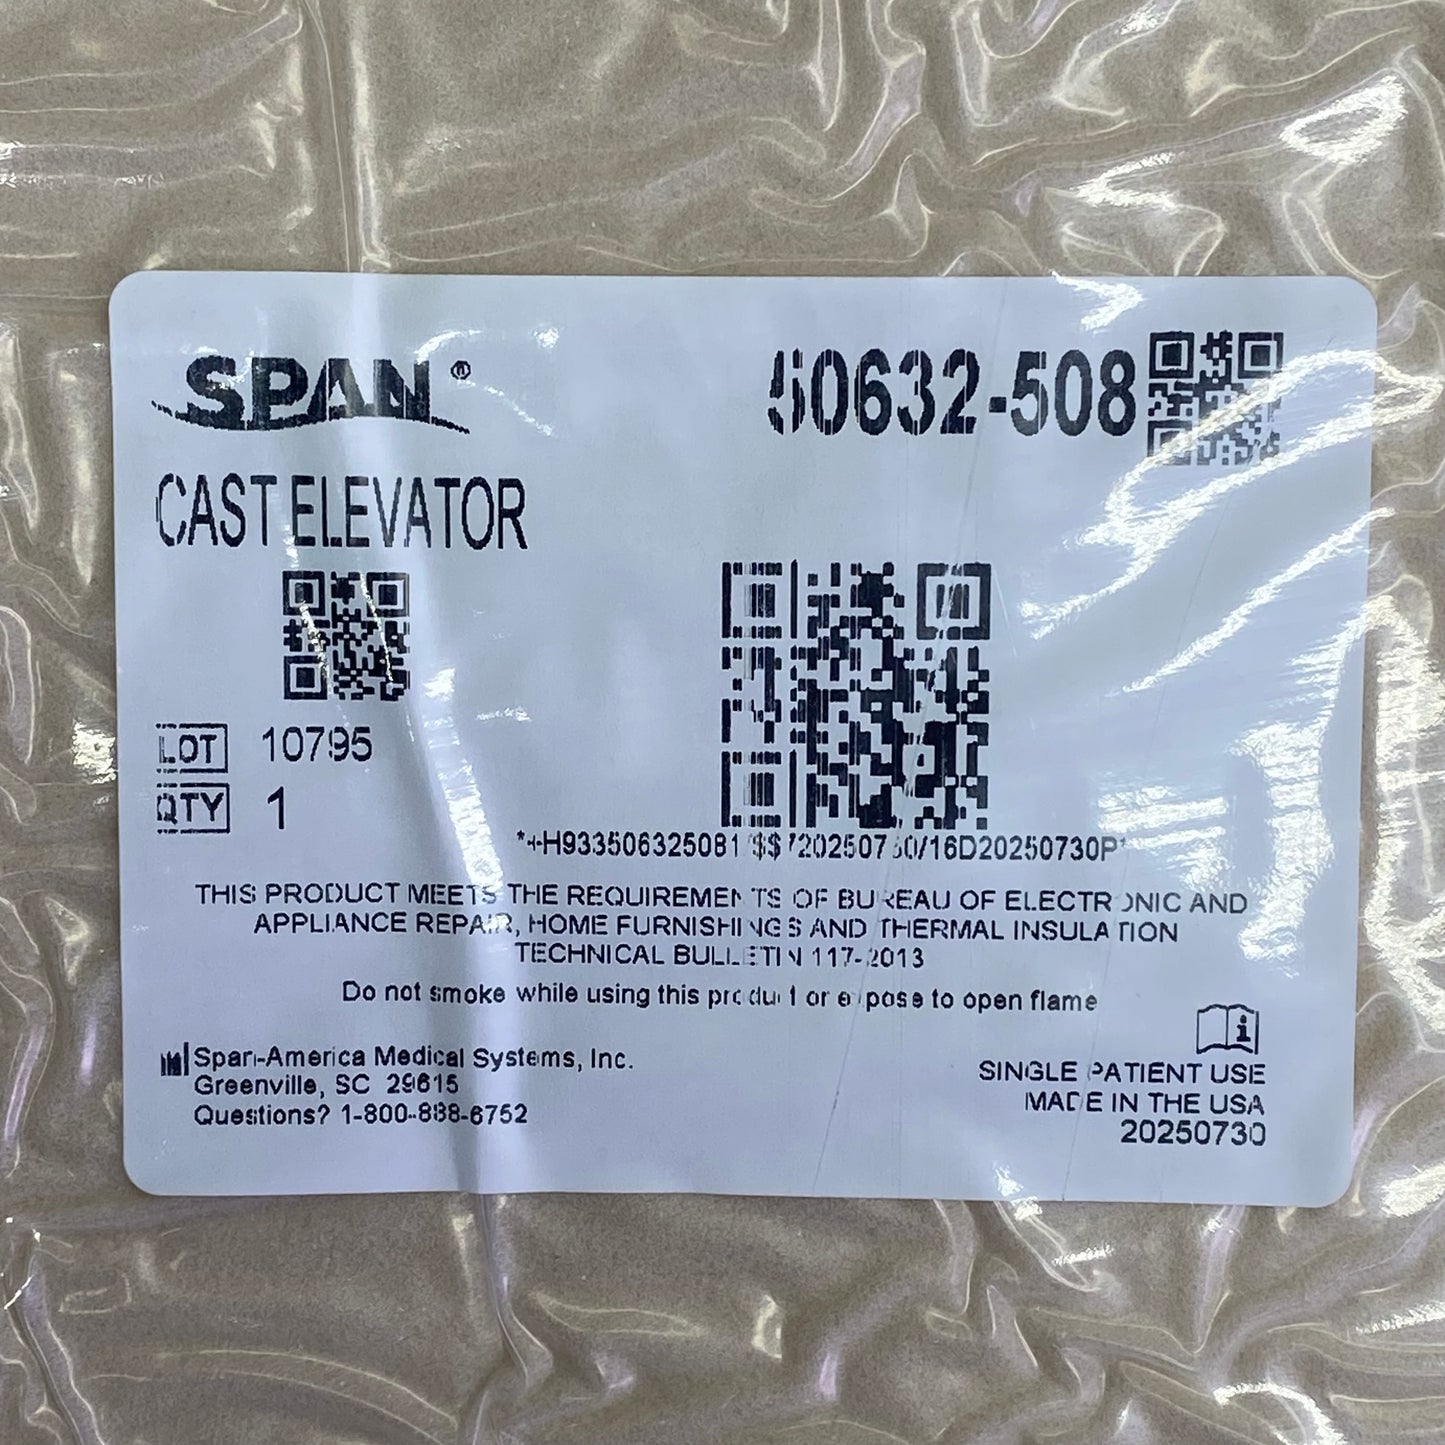 SPAN®
50632-508
CAST ELEVATOR
LOT 10795
QTY 1
*+H933506325081/$$720250730/16D20250730P*
THIS PRODUCT MEETS THE REQUIREMENTS OF BUREAU OF ELECTRONIC AND
APPLIANCE REPAIR, HOME FURNISHINGS AND THERMAL INSULATION
TECHNICAL BULLETIN 117-2013
Do not smoke while using this product or expose to open flame
Span-America Medical Systems, Inc.
Greenville, SC 29615
Questions? 1-800-888-6752
i
SINGLE PATIENT USE
MADE IN THE USA
20250730